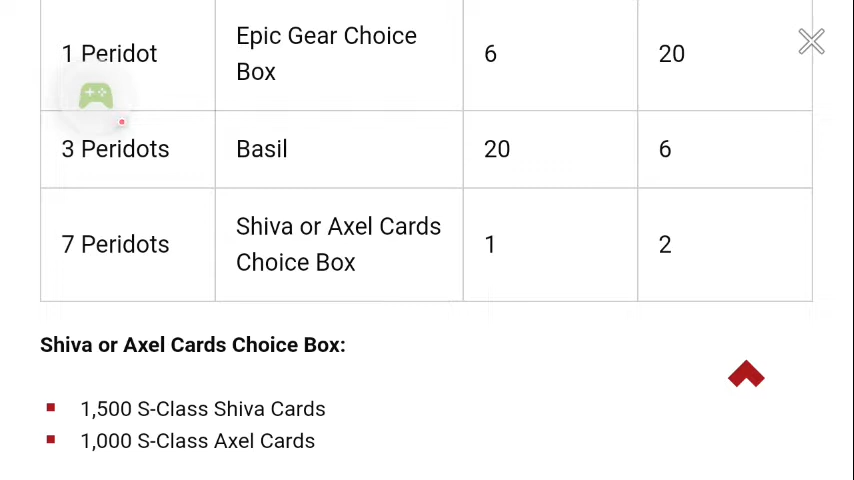 1 Peridot
Epic Gear Choice
Box
6
20
3 Peridots
Basil
20
6
7 Peridots
Shiva or Axel Cards
Choice Box
1
2
Shiva or Axel Cards Choice Box:
1,500 S-Class Shiva Cards
1,000 S-Class Axel Cards